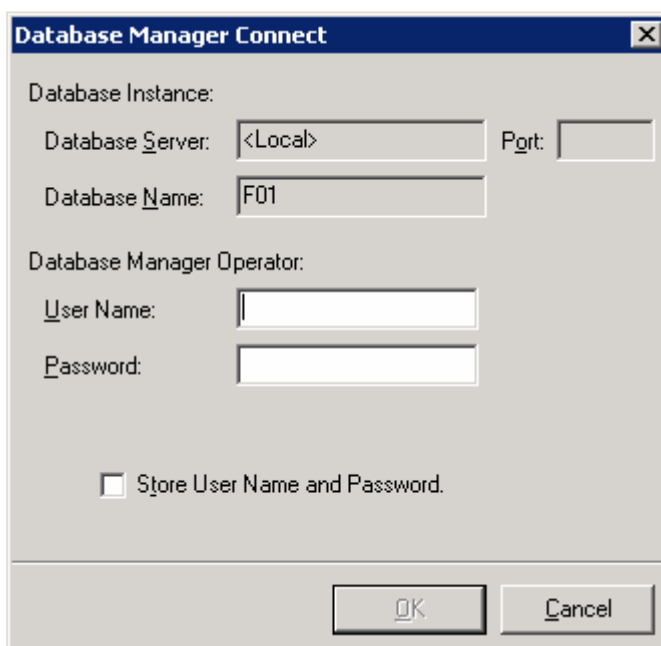 Database Manager Connect
Database Instance:
Database Server: <Local> Port:
Database Name: F01
Database Manager Operator:
User Name:
Password:
Store User Name and Password.
OK Cancel